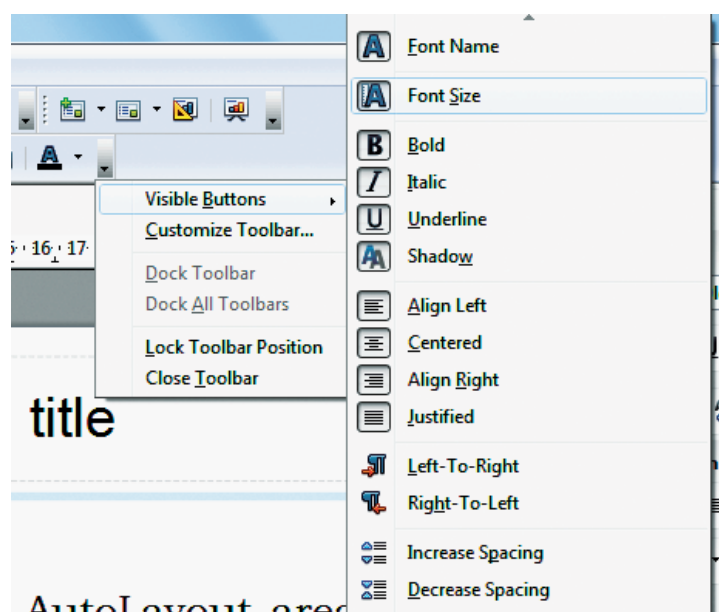 Font Name
Font Size
Bold
Italic
Underline
Shadow
Align Left
Centered
Align Right
Justified
Left-To-Right
Right-To-Left
Increase Spacing
Decrease Spacing
Visible Buttons
Customize Toolbar...
Dock Toolbar
Dock All Toolbars
Lock Toolbar Position
Close Toolbar
16 17
title
AutoLayout area